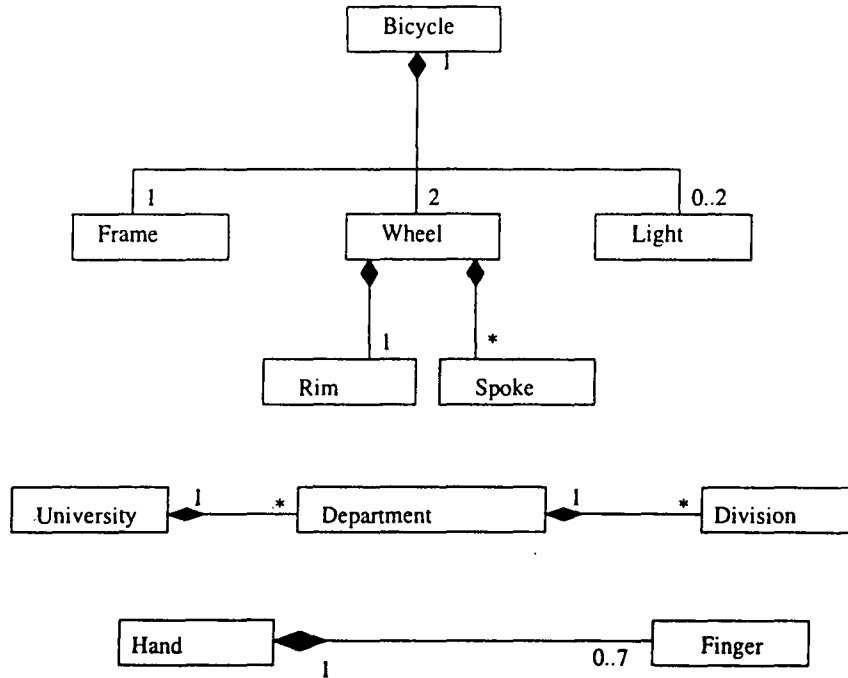 Bicycle
1
1 2 0..2
Frame Wheel Light
1 *
Rim Spoke
1 * 1 *
University Department Division
Hand Finger
1 0..7